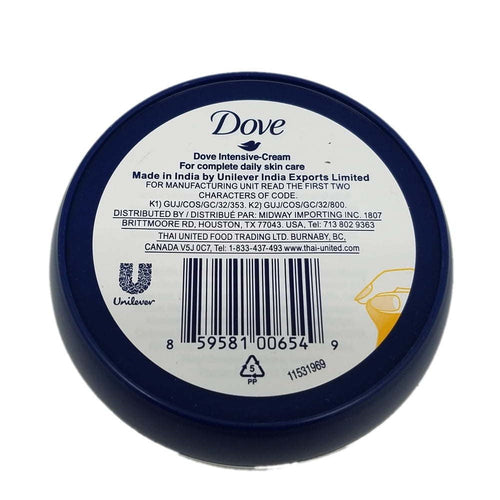 Dove
Dove Intensive-Cream
For complete daily skin care
Made in India by Unilever India Exports Limited
FOR MANUFACTURING UNIT READ THE FIRST TWO
CHARACTERS OF CODE.
K1) GUJ/COS/GC/32/353. K2) GUJ/COS/GC/32/800.
DISTRIBUTED BY / DISTRIBUÉ PAR: MIDWAY IMPORTING INC. 1807
BRITTMOORE RD, HOUSTON, TX 77043. USA, Tel: 713 802 9363
THAI UNITED FOOD TRADING LTD. BURNABY, BC,
CANADA V5J 0C7, Tel: 1-833-437-493 www.thai-united.com
Unilever
8 59581 00654 9
5
PP
11531969